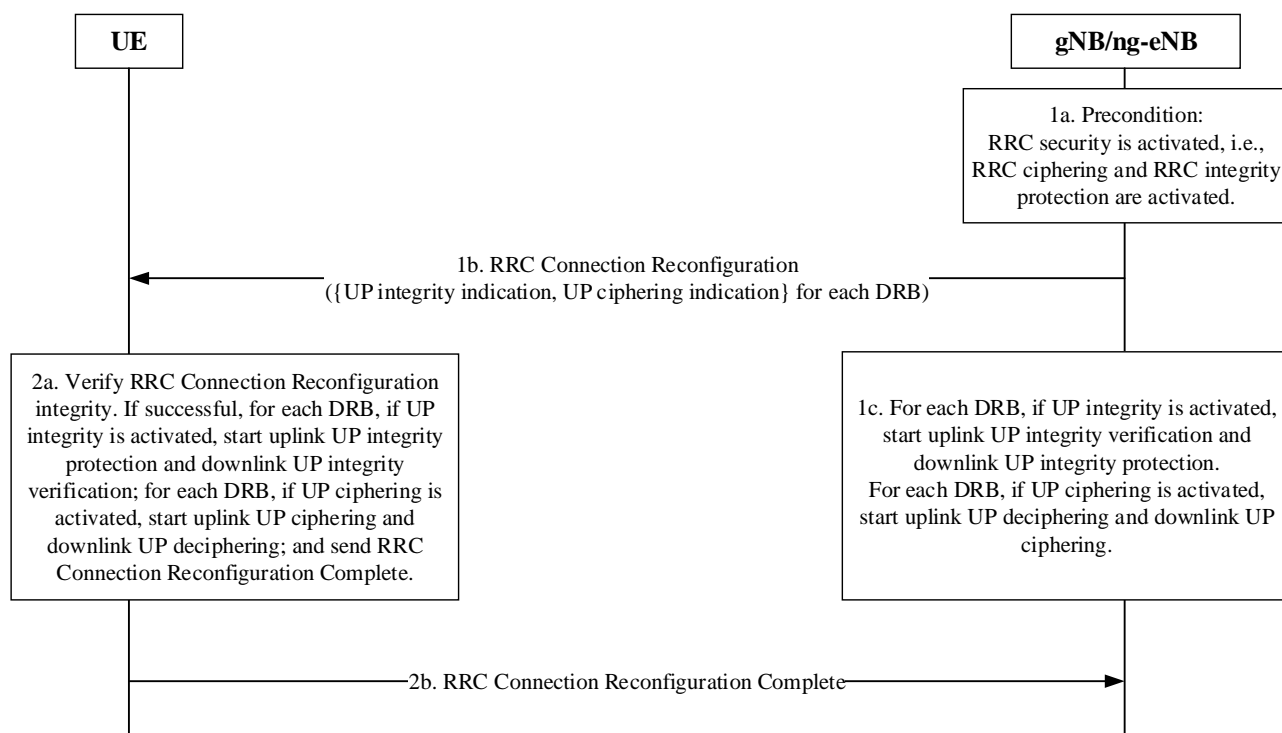 UE
gNB/ng-eNB
1a. Precondition:
RRC security is activated, i.e.,
RRC ciphering and RRC integrity
protection are activated.
1b. RRC Connection Reconfiguration
({UP integrity indication, UP ciphering indication} for each DRB)
2a. Verify RRC Connection Reconfiguration
integrity. If successful, for each DRB, if UP
integrity is activated, start uplink UP integrity
protection and downlink UP integrity
verification; for each DRB, if UP ciphering is
activated, start uplink UP ciphering and
downlink UP deciphering; and send RRC
Connection Reconfiguration Complete.
1c. For each DRB, if UP integrity is activated,
start uplink UP integrity verification and
downlink UP integrity protection.
For each DRB, if UP ciphering is activated,
start uplink UP deciphering and downlink UP
ciphering.
2b. RRC Connection Reconfiguration Complete